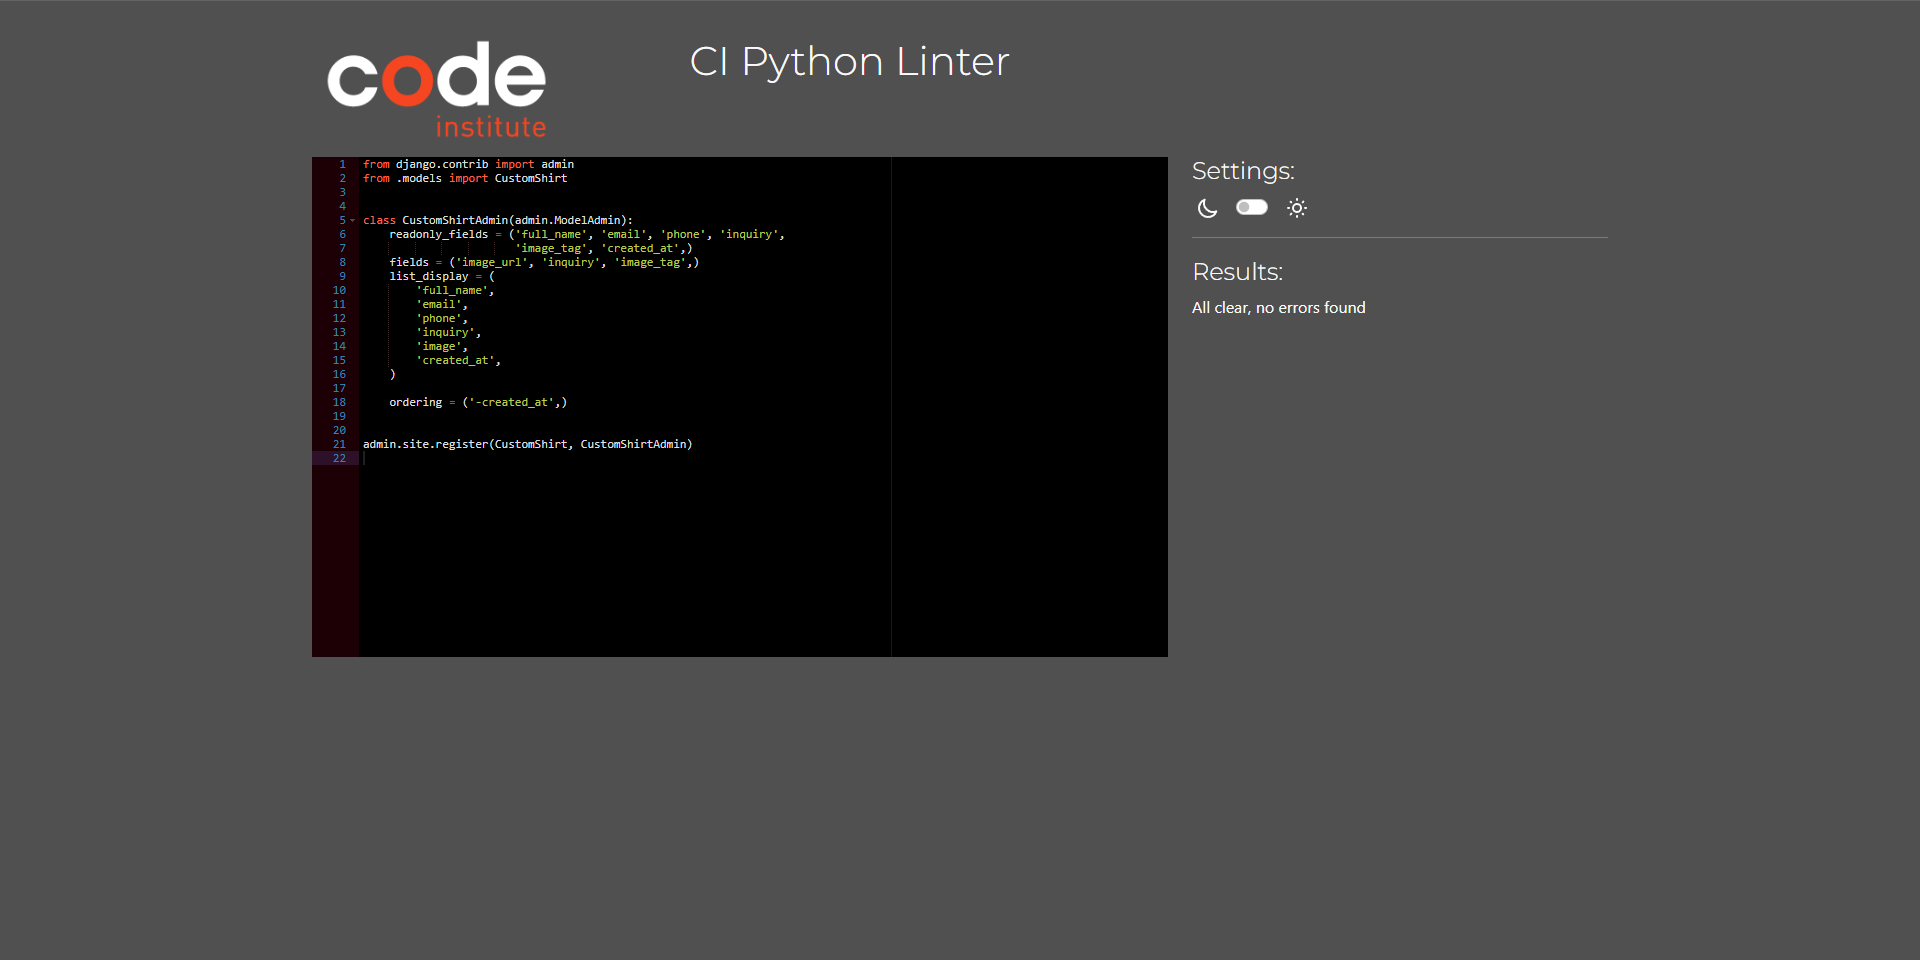 code
institute
CI Python Linter
1 from django.contrib import admin
2 from .models import CustomShirt
3
4
5 class CustomShirtAdmin(admin.ModelAdmin):
6     readonly_fields = ('full_name', 'email', 'phone', 'inquiry',
7                        'image_tag', 'created_at',)
8     fields = ('image_url', 'inquiry', 'image_tag',)
9     list_display = (
10         'full_name',
11         'email',
12         'phone',
13         'inquiry',
14         'image',
15         'created_at',
16     )
17
18     ordering = ('-created_at',)
19
20
21 admin.site.register(CustomShirt, CustomShirtAdmin)
22
Settings:
Results:
All clear, no errors found